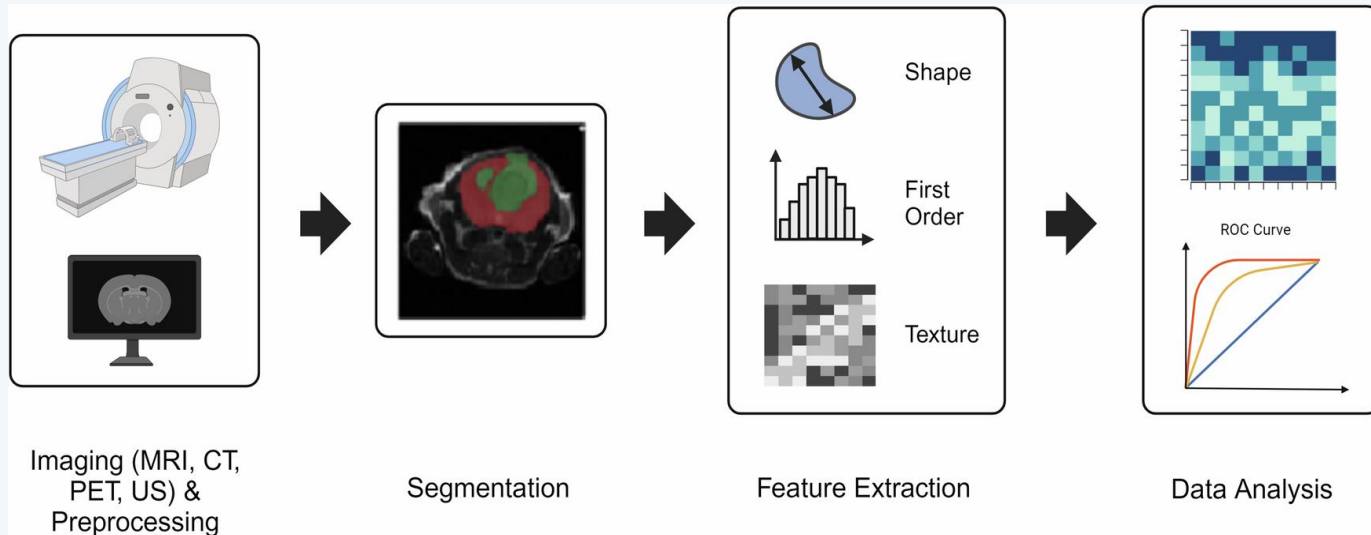 Shape
First
Order
Texture
ROC Curve
Imaging (MRI, CT,
PET, US) &
Preprocessing
Segmentation
Feature Extraction
Data Analysis